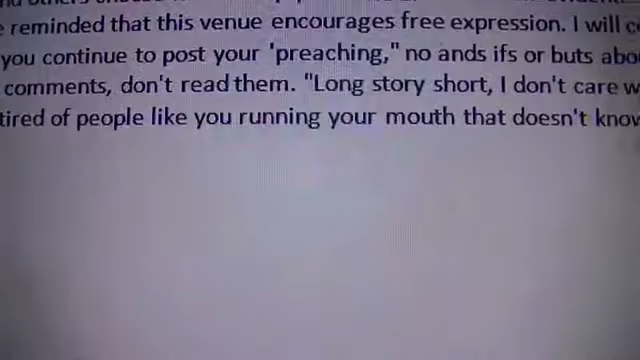 reminded that this venue encourages free expression. I will
you continue to post your 'preaching," no ands ifs or buts
comments, don't read them. "Long story short, I don't care
tired of people like you running your mouth that doesn't